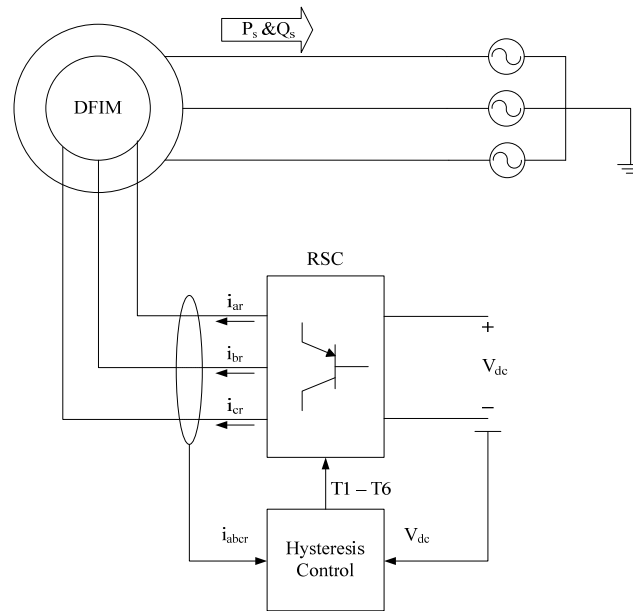 Ps &Qs
DFIM
RSC
iar
ibr
icr
+
Vdc
−
T1 – T6
iabcr
Vdc
Hysteresis
Control